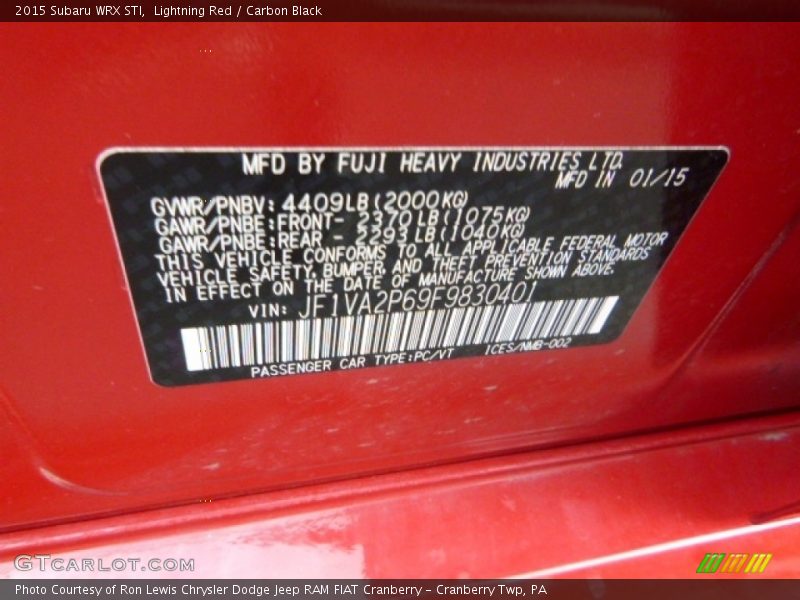 2015 Subaru WRX STI,  Lightning Red / Carbon Black
MFD BY FUJI HEAVY INDUSTRIES LTD.
MFD IN 01/15
GVWR/PNBV: 4409LB(2000KG)
GAWR/PNBE:FRONT- 2370LB(1075KG)
GAWR/PNBE:REAR - 2293LB(1040KG)
THIS VEHICLE CONFORMS TO ALL APPLICABLE FEDERAL MOTOR
VEHICLE SAFETY, BUMPER, AND THEFT PREVENTION STANDARDS
IN EFFECT ON THE DATE OF MANUFACTURE SHOWN ABOVE.
VIN: JF1VA2P69F9830401
PASSENGER CAR TYPE:PC/VT ICES/NMB-002
GTCARLOT.COM
Photo Courtesy of Ron Lewis Chrysler Dodge Jeep RAM FIAT Cranberry - Cranberry Twp, PA